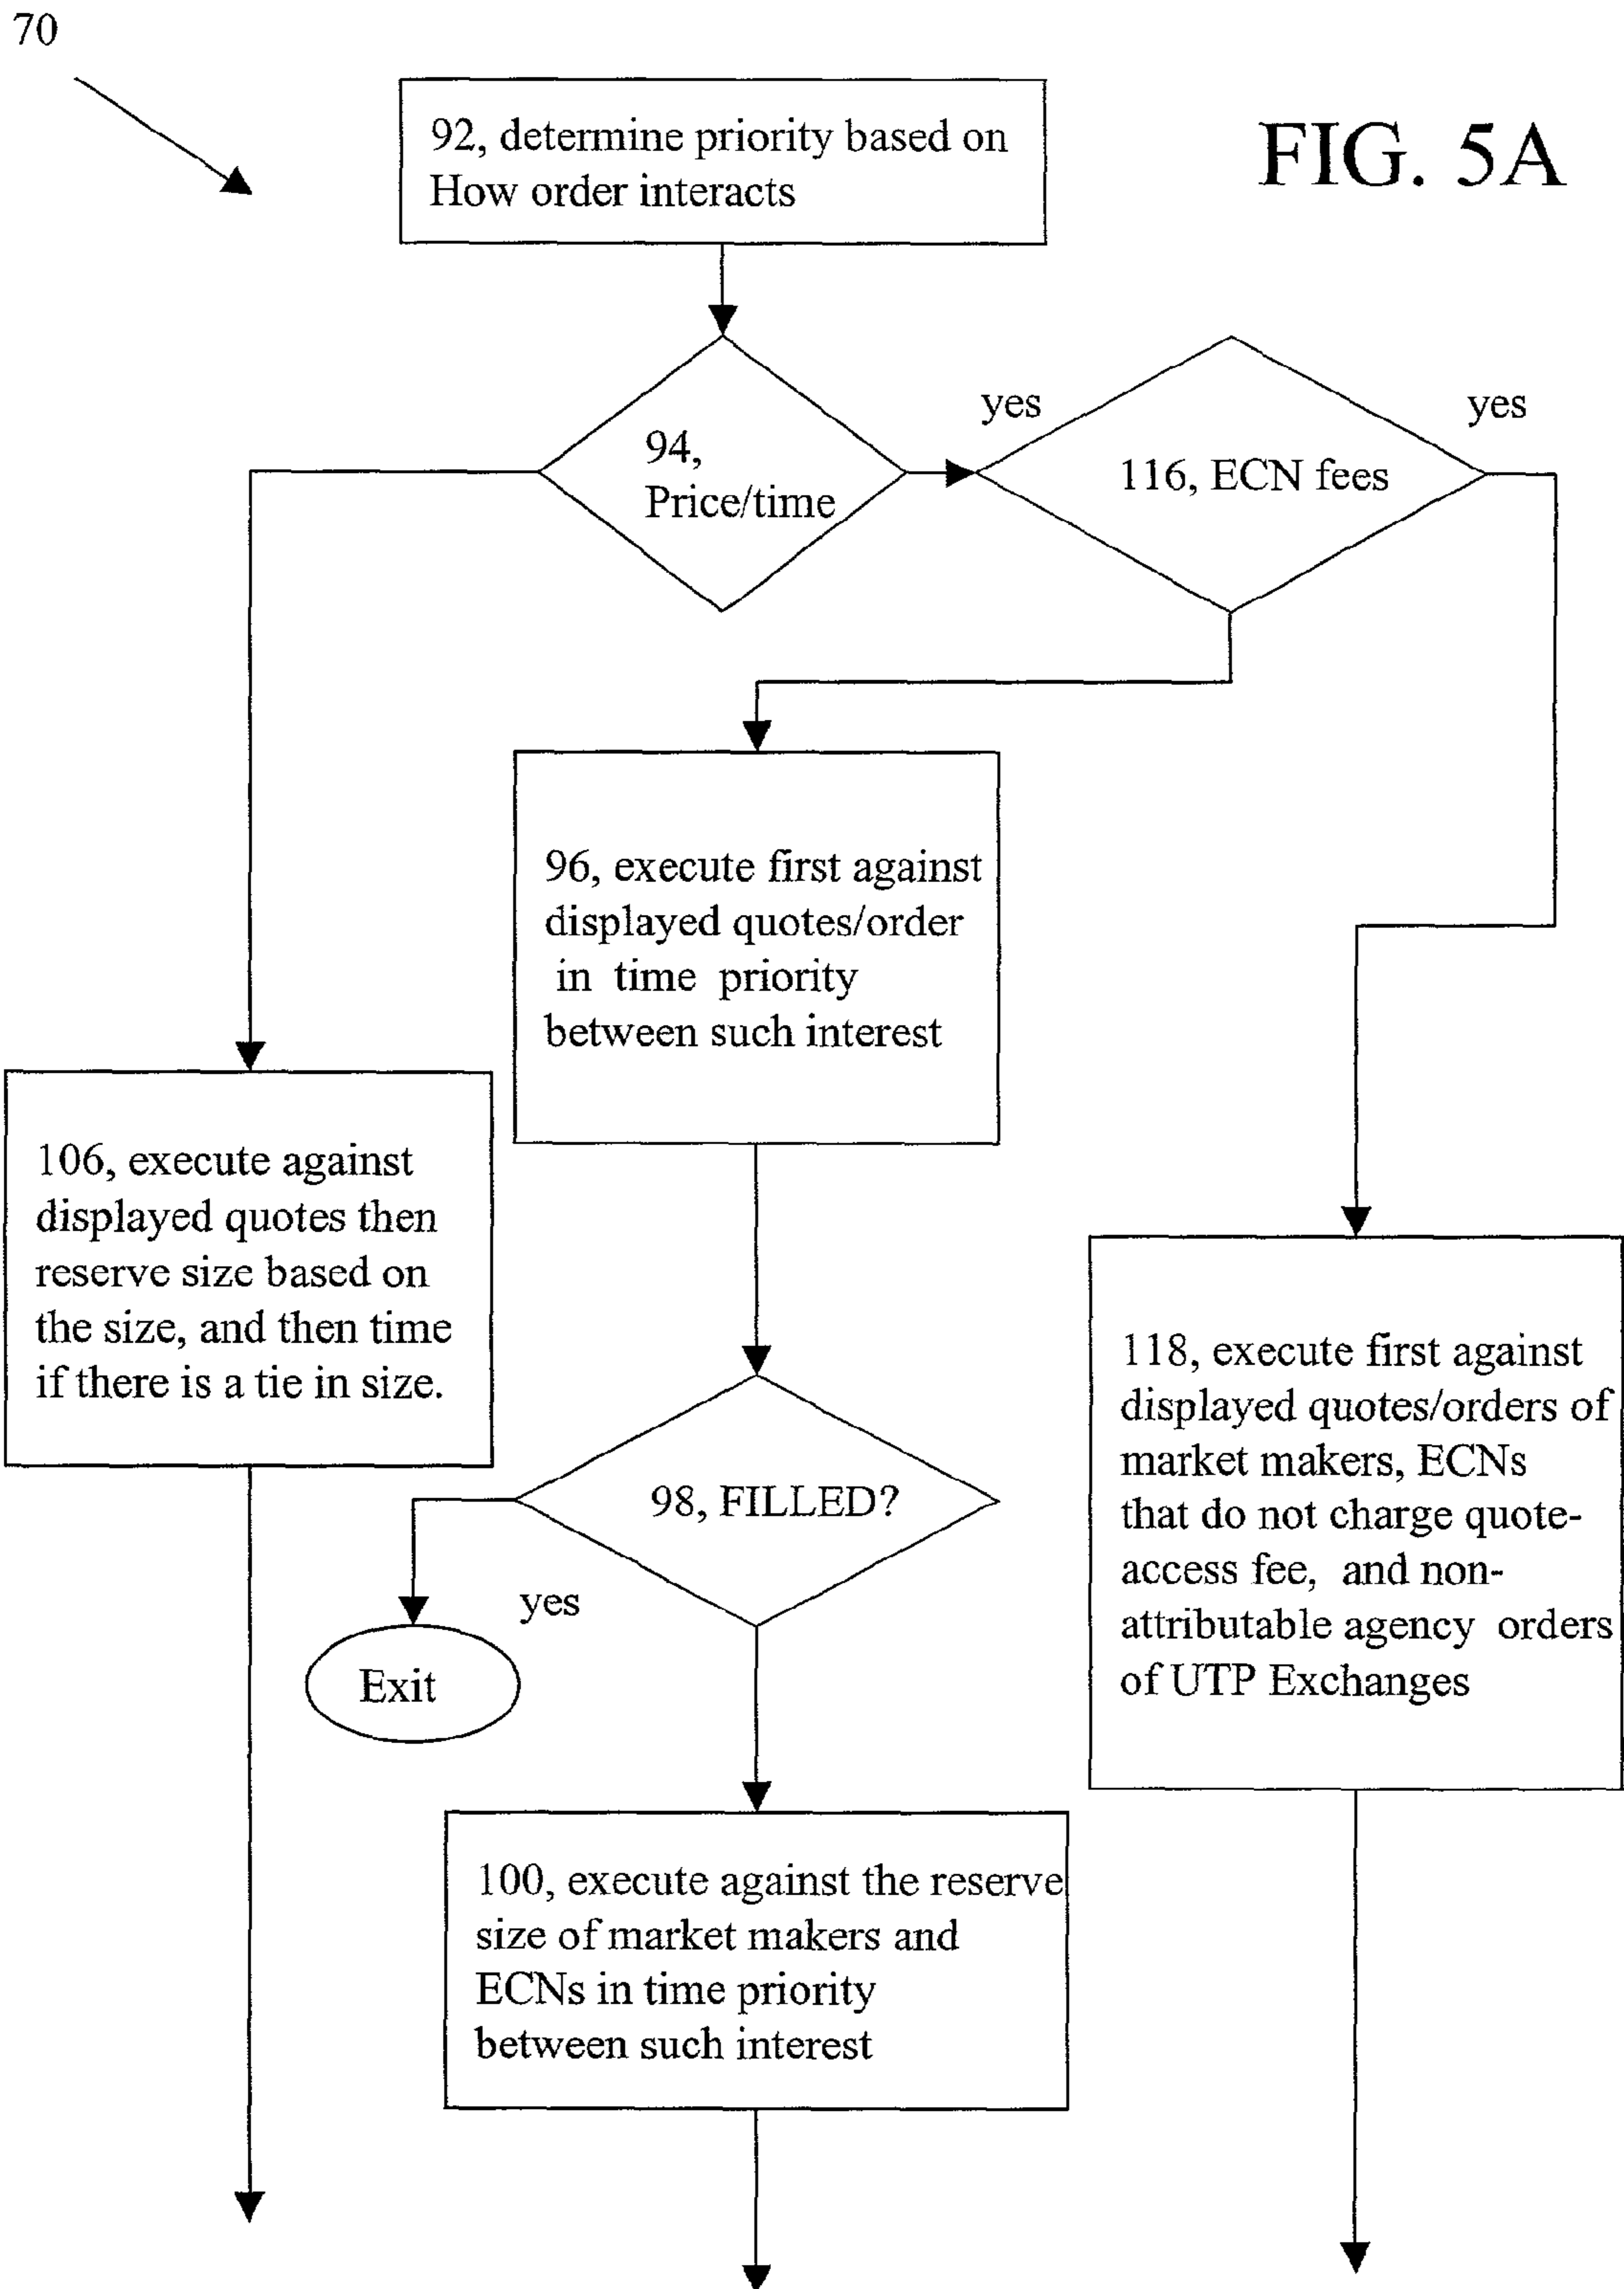 70
92, determine priority based on
How order interacts
FIG. 5A
94,
Price/time
yes
116, ECN fees
yes
96, execute first against
displayed quotes/order
in time priority
between such interest
106, execute against
displayed quotes then
reserve size based on
the size, and then time
if there is a tie in size.
98, FILLED?
yes
Exit
118, execute first against
displayed quotes/orders of
market makers, ECNs
that do not charge quote-
access fee, and non-
attributable agency orders
of UTP Exchanges
100, execute against the reserve
size of market makers and
ECNs in time priority
between such interest